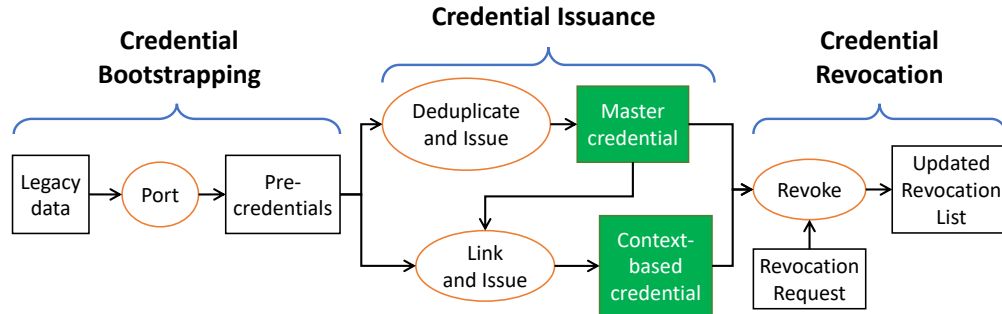 Credential
Bootstrapping
Credential Issuance
Credential
Revocation
Legacy
data
Port
Pre-
credentials
Deduplicate
and Issue
Master
credential
Link
and Issue
Context-
based
credential
Revoke
Updated
Revocation
List
Revocation
Request